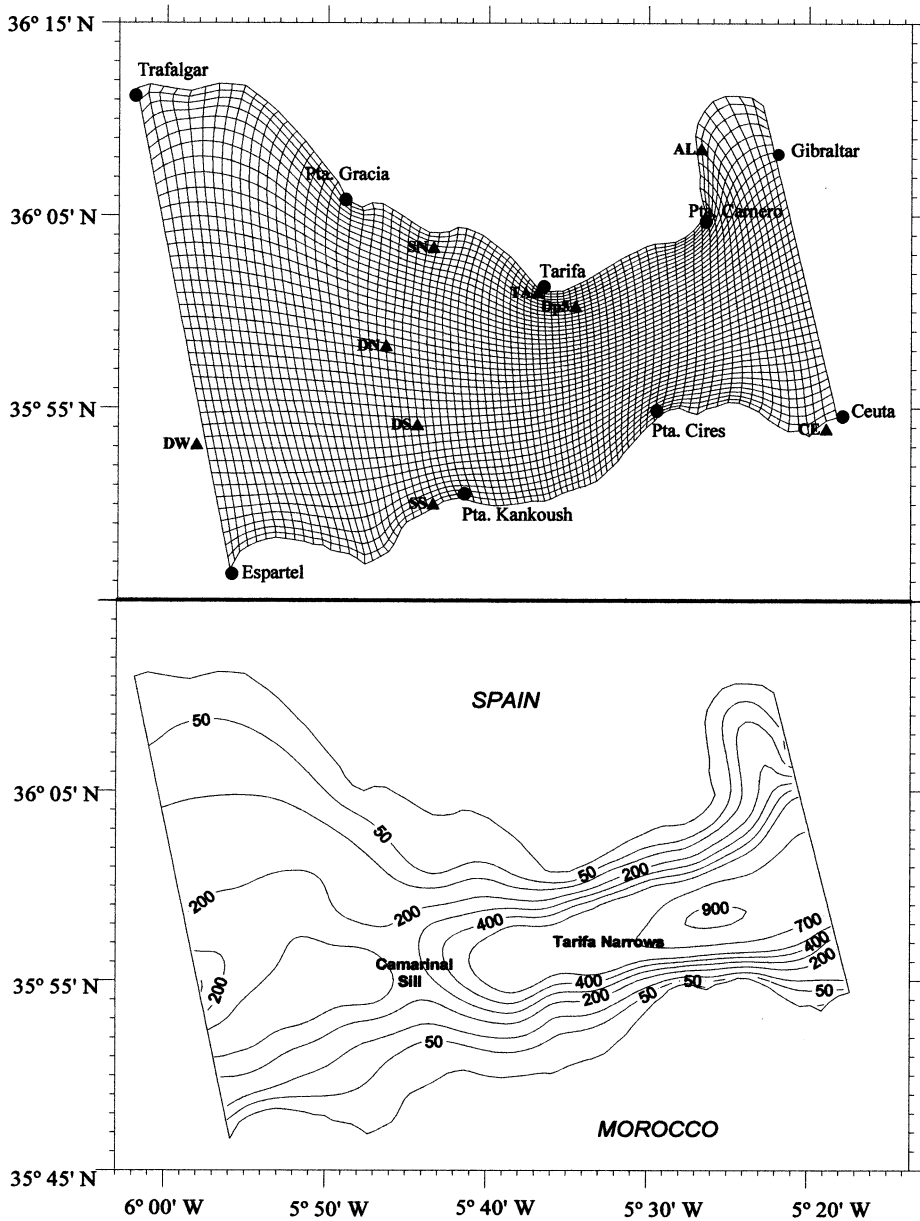 36° 15' N
Trafalgar
AL
Gibraltar
Pta. Gracia
36° 05' N
Pta. Carnero
SN
Tarifa
TA
DpN
DN
35° 55' N
DS
Ceuta
CE
DW
Pta. Cires
SS
Pta. Kankoush
Espartel
SPAIN
50
36° 05' N
50
50
200
200
200
400
900
Tarifa Narrows
700
400
Camarinal
Sill
200
35° 55' N
200
400
200
50
50
50
50
MOROCCO
35° 45' N
6° 00' W
5° 50' W
5° 40' W
5° 30' W
5° 20' W